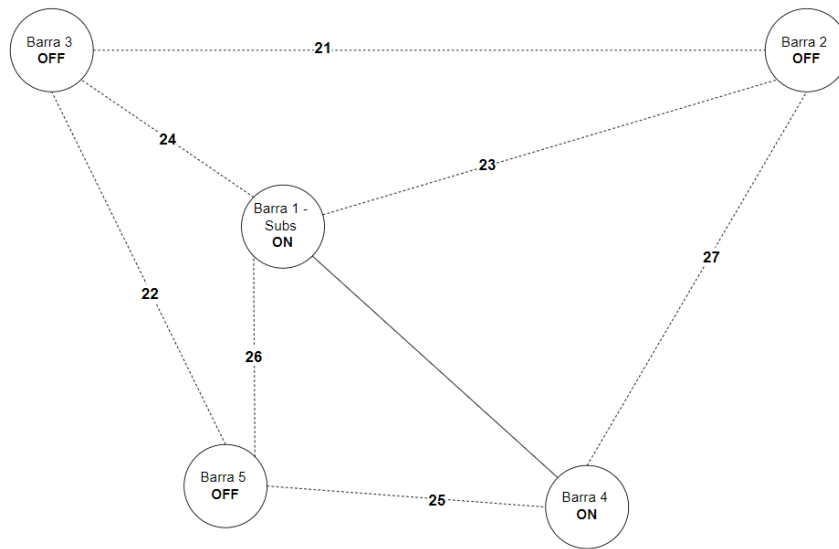 Barra 3
OFF
21
Barra 2
OFF
24
23
Barra 1 -
Subs
ON
27
22
26
Barra 5
OFF
25
Barra 4
ON